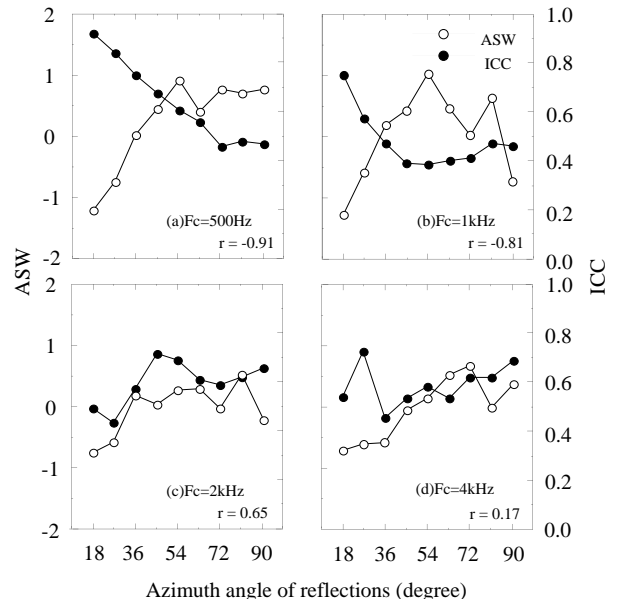 2
1
0
-1
-2
(a)Fc=500Hz
r = -0.91
1.0
0.8
0.6
0.4
0.2
0.0
ASW
ICC
(b)Fc=1kHz
r = -0.81
ASW
ICC
2
1
0
-1
-2
(c)Fc=2kHz
r = 0.65
1.0
0.8
0.6
0.4
0.2
0.0
(d)Fc=4kHz
r = 0.17
18 36 54 72 90
18 36 54 72 90
Azimuth angle of reflections (degree)